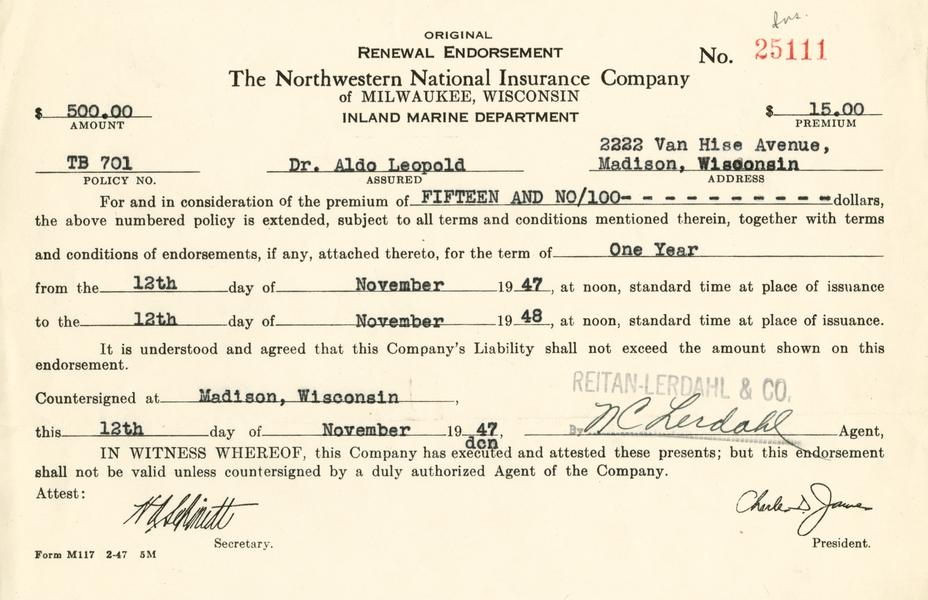 Ins.
ORIGINAL
RENEWAL ENDORSEMENT
No. 25111
The Northwestern National Insurance Company
of MILWAUKEE, WISCONSIN
INLAND MARINE DEPARTMENT
$ 500.00
AMOUNT
$ 15.00
PREMIUM
TB 701
POLICY NO.
Dr. Aldo Leopold
ASSURED
2222 Van Hise Avenue,
Madison, Wisconsin
ADDRESS
For and in consideration of the premium of FIFTEEN AND NO/100- - - - - - - - - - dollars,
the above numbered policy is extended, subject to all terms and conditions mentioned therein, together with terms
and conditions of endorsements, if any, attached thereto, for the term of One Year
from the 12th day of November 19 47, at noon, standard time at place of issuance
to the 12th day of November 19 48, at noon, standard time at place of issuance.
It is understood and agreed that this Company's Liability shall not exceed the amount shown on this
endorsement.
REITAN-LERDAHL & CO.
Countersigned at Madison, Wisconsin,
this 12th day of November 19 47, By NC Lerdahl Agent,
dcn
IN WITNESS WHEREOF, this Company has executed and attested these presents; but this endorsement
shall not be valid unless countersigned by a duly authorized Agent of the Company.
Attest:
Charles D. James
Secretary.
President.
Form M117 2-47 5M